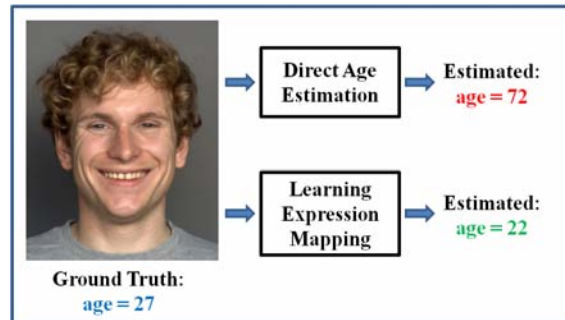 Direct Age
Estimation
Estimated:
age = 72
Learning
Expression
Mapping
Estimated:
age = 22
Ground Truth:
age = 27